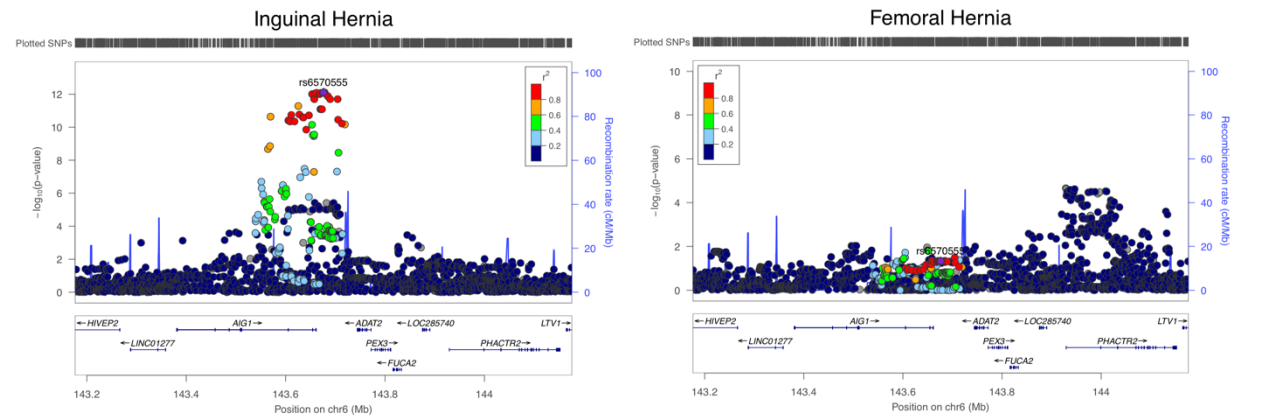 Inguinal Hernia
Plotted SNPs
rs6570555
r²
0.8
0.6
0.4
0.2
12
10
8
6
4
2
0
−log₁₀(p−value)
100
80
60
40
20
0
Recombination rate (cM/Mb)
←HIVEP2
AIG1→
←ADAT2
←LOC285740
LTV1→
←LINC01277
PEX3→
PHACTR2→
←FUCA2
143.2 143.4 143.6 143.8 144
Position on chr6 (Mb)
Femoral Hernia
Plotted SNPs
r²
0.8
0.6
0.4
0.2
rs6570555
10
8
6
4
2
0
−log₁₀(p−value)
100
80
60
40
20
0
Recombination rate (cM/Mb)
←HIVEP2
AIG1→
←ADAT2
←LOC285740
LTV1→
←LINC01277
PEX3→
PHACTR2→
←FUCA2
143.2 143.4 143.6 143.8 144
Position on chr6 (Mb)